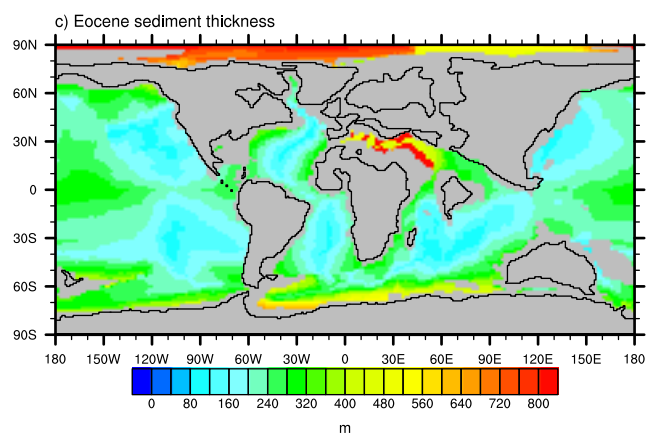 c) Eocene sediment thickness
90N
60N
30N
0
30S
60S
90S
180 150W 120W 90W 60W 30W 0 30E 60E 90E 120E 150E 180
0 80 160 240 320 400 480 560 640 720 800
m